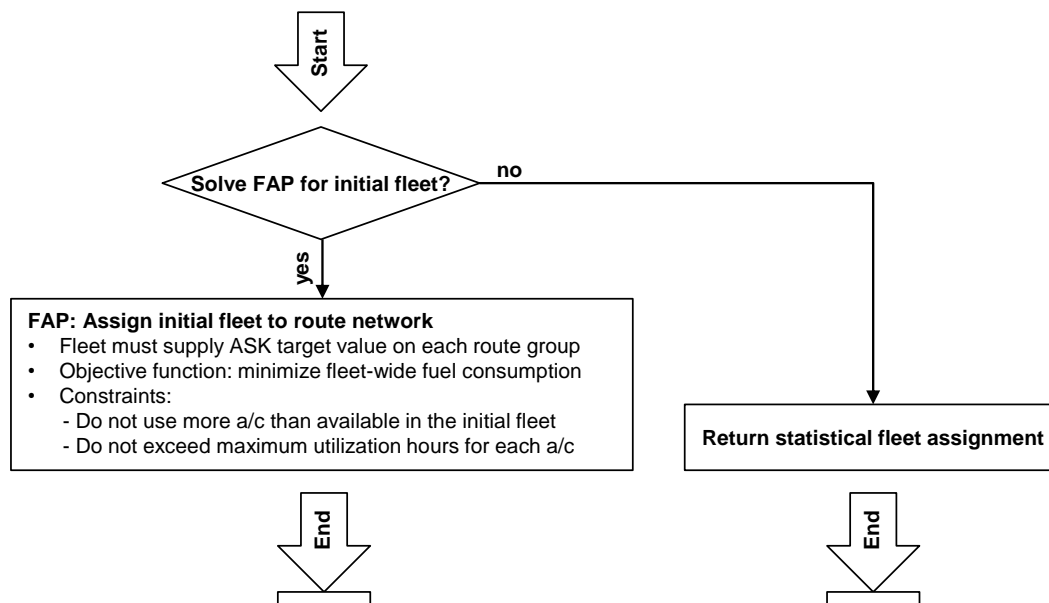 Start
Solve FAP for initial fleet?
no
yes
FAP: Assign initial fleet to route network
• Fleet must supply ASK target value on each route group
• Objective function: minimize fleet-wide fuel consumption
• Constraints:
- Do not use more a/c than available in the initial fleet
- Do not exceed maximum utilization hours for each a/c
Return statistical fleet assignment
End
End